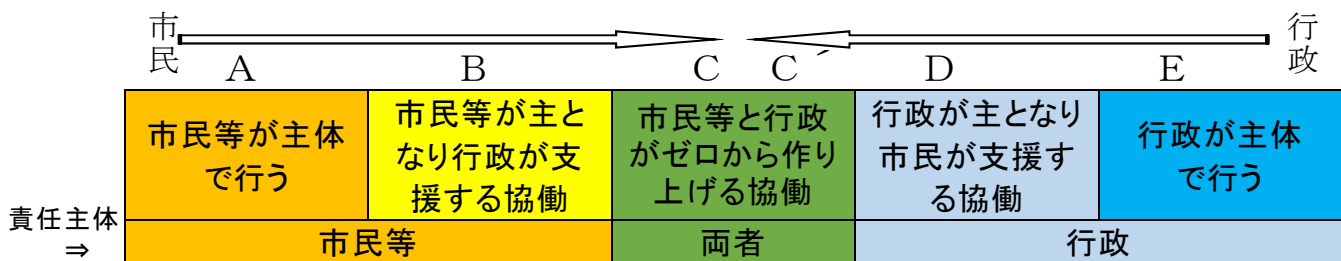 市民
行政
A B C C´ D E
市民等が主体
で行う
市民等が主と
なり行政が支
援する協働
市民等と行政
がゼロから作り
上げる協働
行政が主となり
市民が支援す
る協働
行政が主体
で行う
責任主体
⇒
市民等
両者
行政